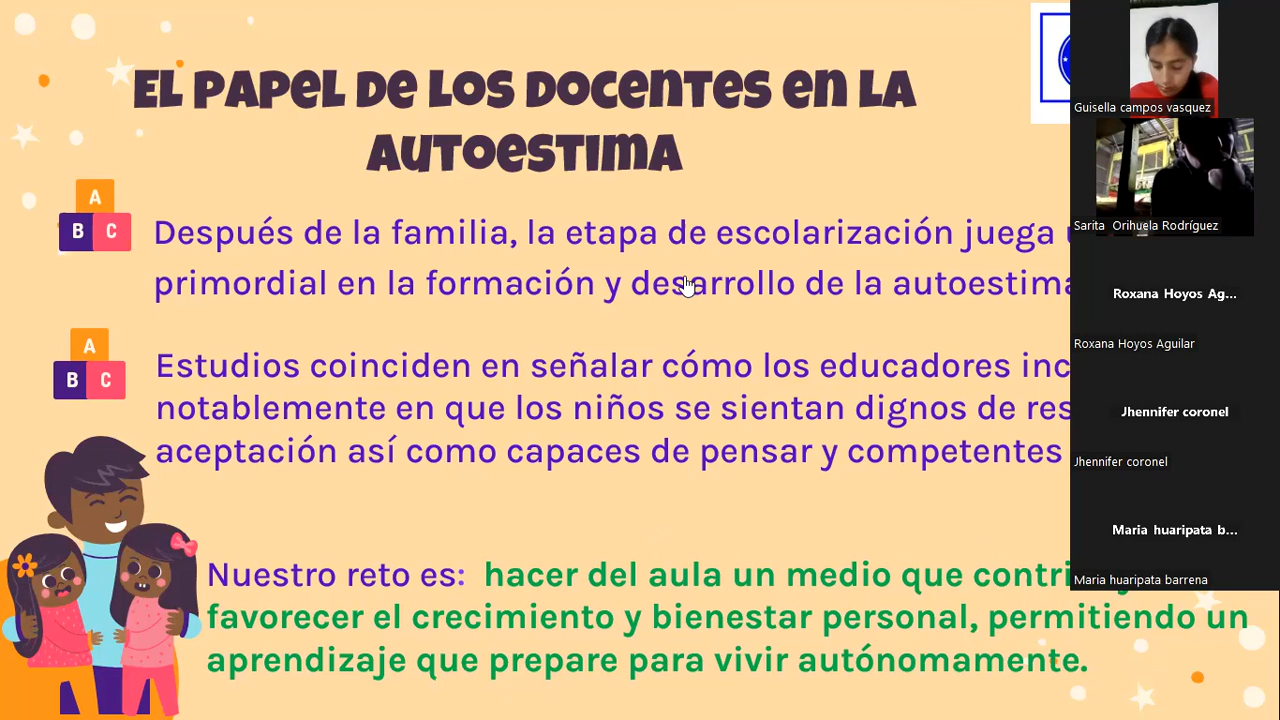 EL PAPEL DE LOS DOCENTES EN LA
AUTOESTIMA
A
B C
Después de la familia, la etapa de escolarización juega
primordial en la formación y desarrollo de la autoestima
A
B C
Estudios coinciden en señalar cómo los educadores
notablemente en que los niños se sientan dignos de
aceptación así como capaces de pensar y competentes
Nuestro reto es: hacer del aula un medio que
favorecer el crecimiento y bienestar personal, permitiendo un
aprendizaje que prepare para vivir autónomamente.
Guisella campos vasquez
Sarita Orihuela Rodríguez
Roxana Hoyos Ag...
Roxana Hoyos Aguilar
Jhennifer coronel
Jhennifer coronel
Maria huaripata b...
Maria huaripata barrena